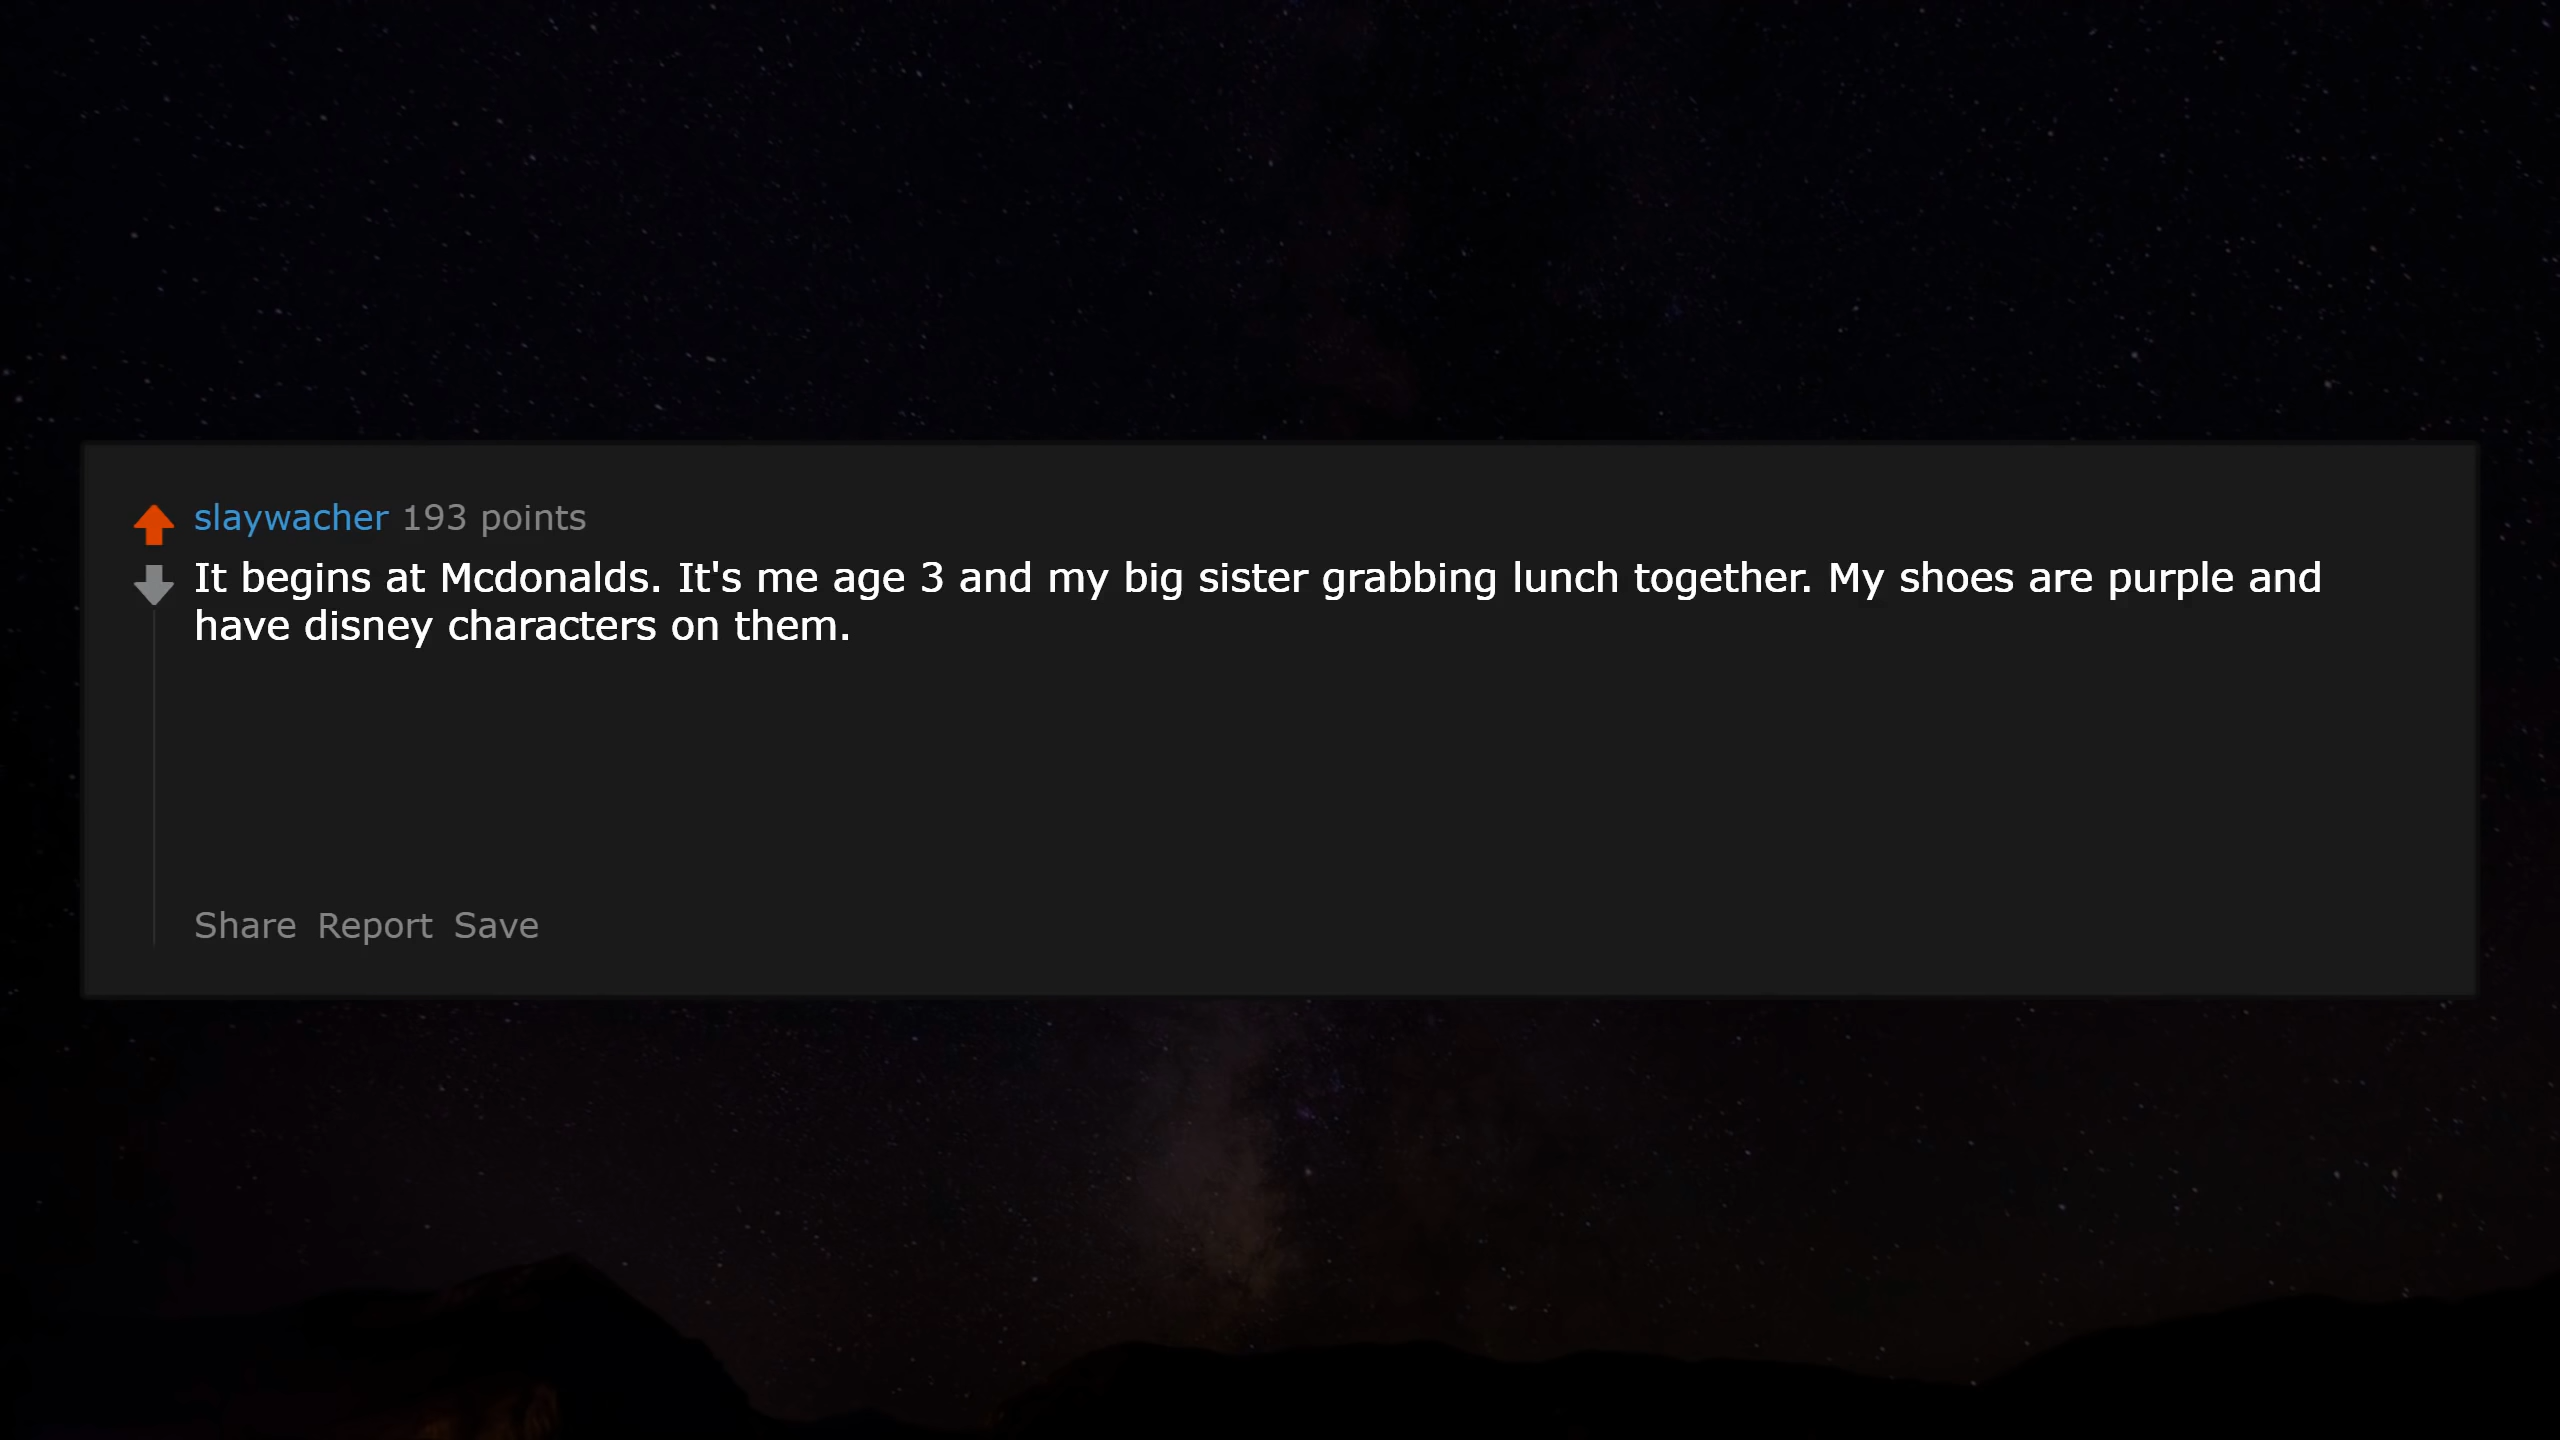 slaywacher 193 points
It begins at Mcdonalds. It's me age 3 and my big sister grabbing lunch together. My shoes are purple and
have disney characters on them.
Share Report Save